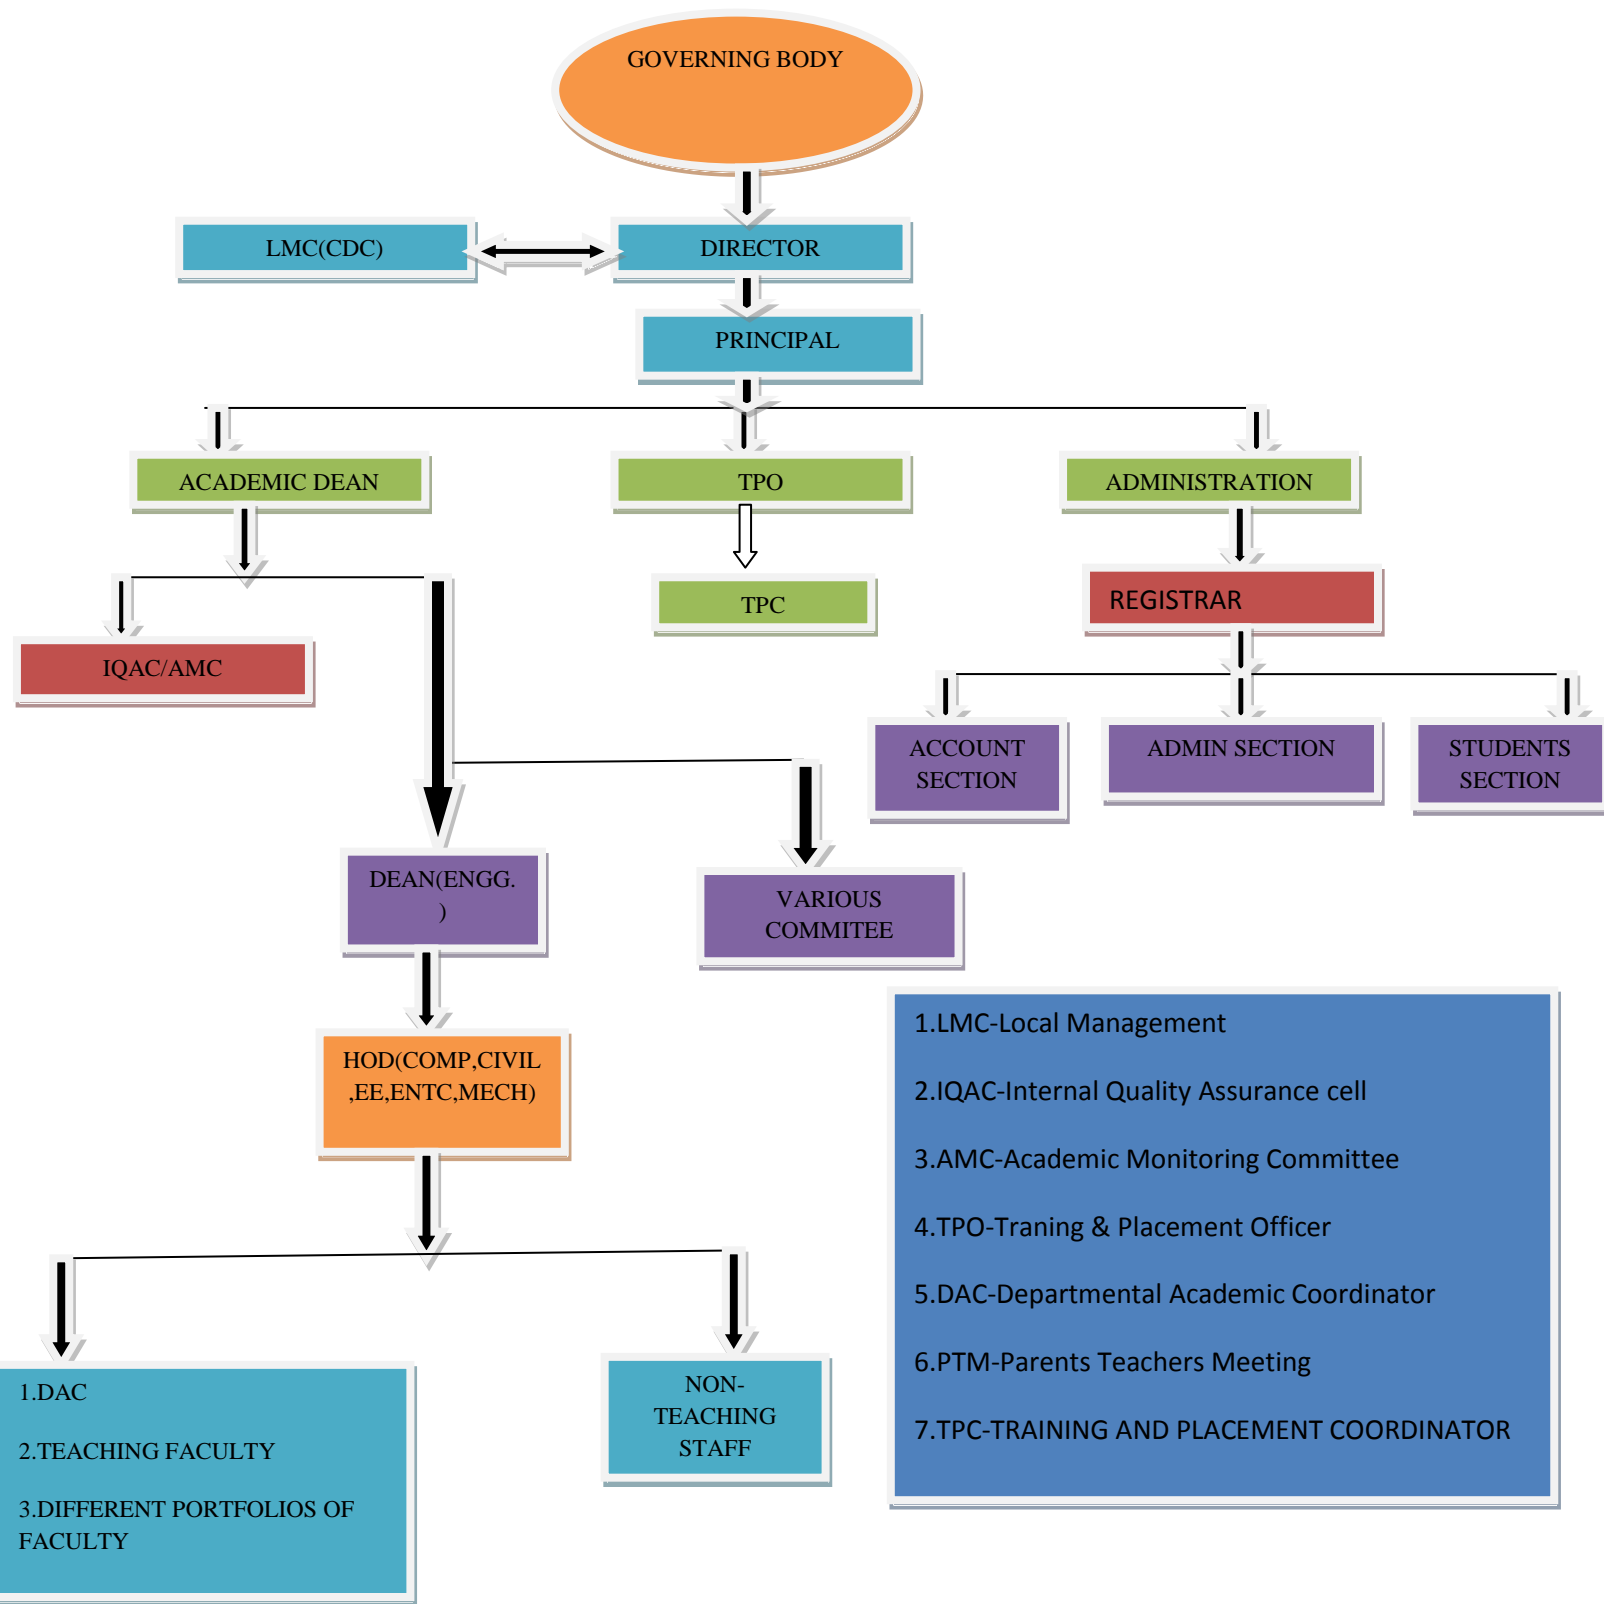 GOVERNING BODY
LMC(CDC)
DIRECTOR
PRINCIPAL
ACADEMIC DEAN
TPO
ADMINISTRATION
TPC
REGISTRAR
IQAC/AMC
ACCOUNT
SECTION
ADMIN SECTION
STUDENTS
SECTION
DEAN(ENGG.
)
VARIOUS
COMMITEE
HOD(COMP,CIVIL
,EE,ENTC,MECH)
1.LMC-Local Management
2.IQAC-Internal Quality Assurance cell
3.AMC-Academic Monitoring Committee
4.TPO-Traning & Placement Officer
5.DAC-Departmental Academic Coordinator
6.PTM-Parents Teachers Meeting
7.TPC-TRAINING AND PLACEMENT COORDINATOR
1.DAC
2.TEACHING FACULTY
3.DIFFERENT PORTFOLIOS OF
FACULTY
NON-
TEACHING
STAFF